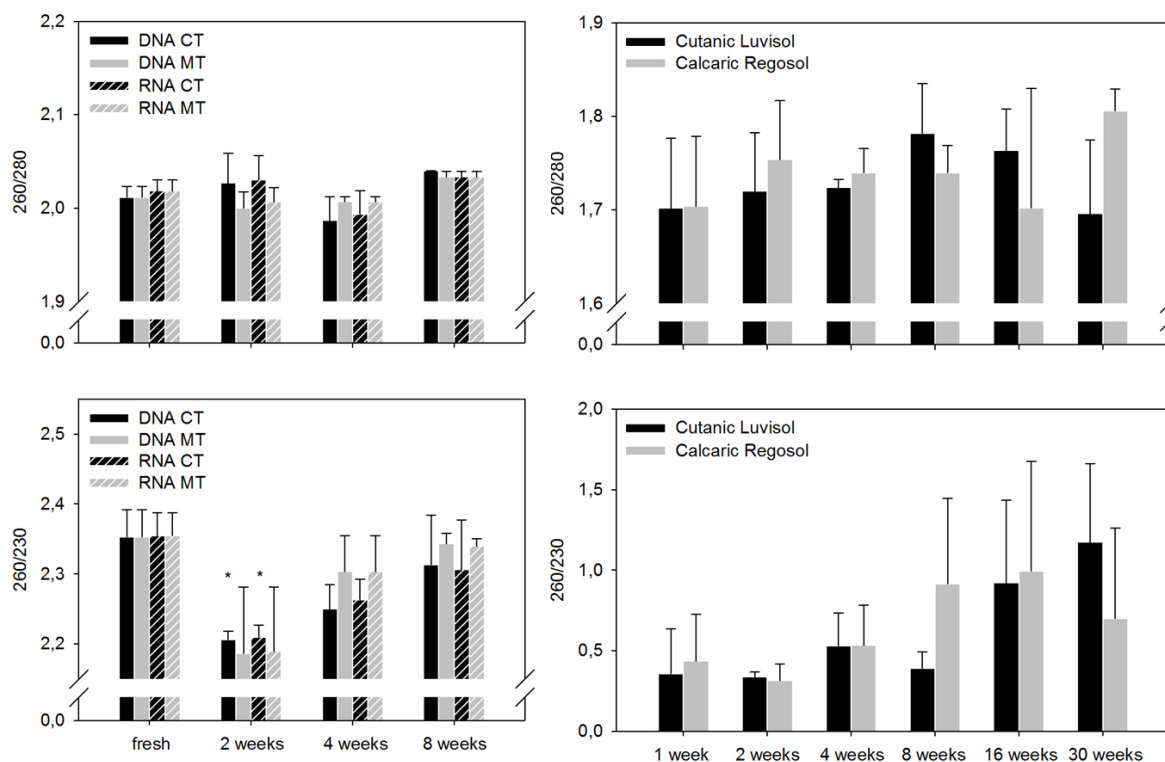 2,2
2,1
2,0
1,9
0,0
260/280
DNA CT
DNA MT
RNA CT
RNA MT
1,9
1,8
1,7
1,6
0,0
260/280
Cutanic Luvisol
Calcaric Regosol
2,5
2,4
2,3
2,2
0,0
260/230
DNA CT
DNA MT
RNA CT
RNA MT
* *
fresh 2 weeks 4 weeks 8 weeks
2,0
1,5
1,0
0,5
0,0
260/230
Cutanic Luvisol
Calcaric Regosol
1 week 2 weeks 4 weeks 8 weeks 16 weeks 30 weeks